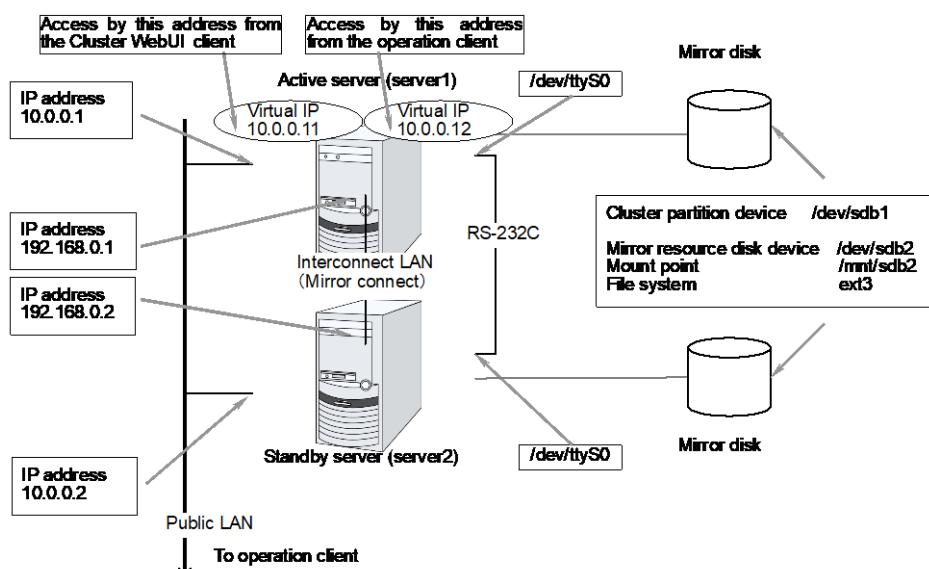 Access by this address from
the Cluster WebUI client
Access by this address
from the operation client
Mirror disk
Active server (server1)
/dev/ttyS0
IP address
10.0.0.1
Virtual IP
10.0.0.11
Virtual IP
10.0.0.12
Cluster partition device /dev/sdb1
Mirror resource disk device /dev/sdb2
Mount point /mnt/sdb2
File system ext3
IP address
192.168.0.1
RS-232C
Interconnect LAN
(Mirror connect)
IP address
192.168.0.2
Standby server (server2)
/dev/ttyS0
Mirror disk
IP address
10.0.0.2
Public LAN
To operation client